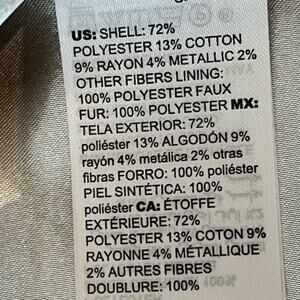 US: SHELL: 72%
POLYESTER 13% COTTON
9% RAYON 4% METALLIC 2%
OTHER FIBERS LINING:
100% POLYESTER FAUX
FUR: 100% POLYESTER MX:
TELA EXTERIOR: 72%
poliéster 13% ALGODÓN 9%
rayón 4% metálica 2% otras
fibras FORRO: 100% poliéster
PIEL SINTÉTICA: 100%
poliéster CA: ÉTOFFE
EXTÉRIEURE: 72%
POLYESTER 13% COTON 9%
RAYONNE 4% MÉTALLIQUE
2% AUTRES FIBRES
DOUBLURE: 100%